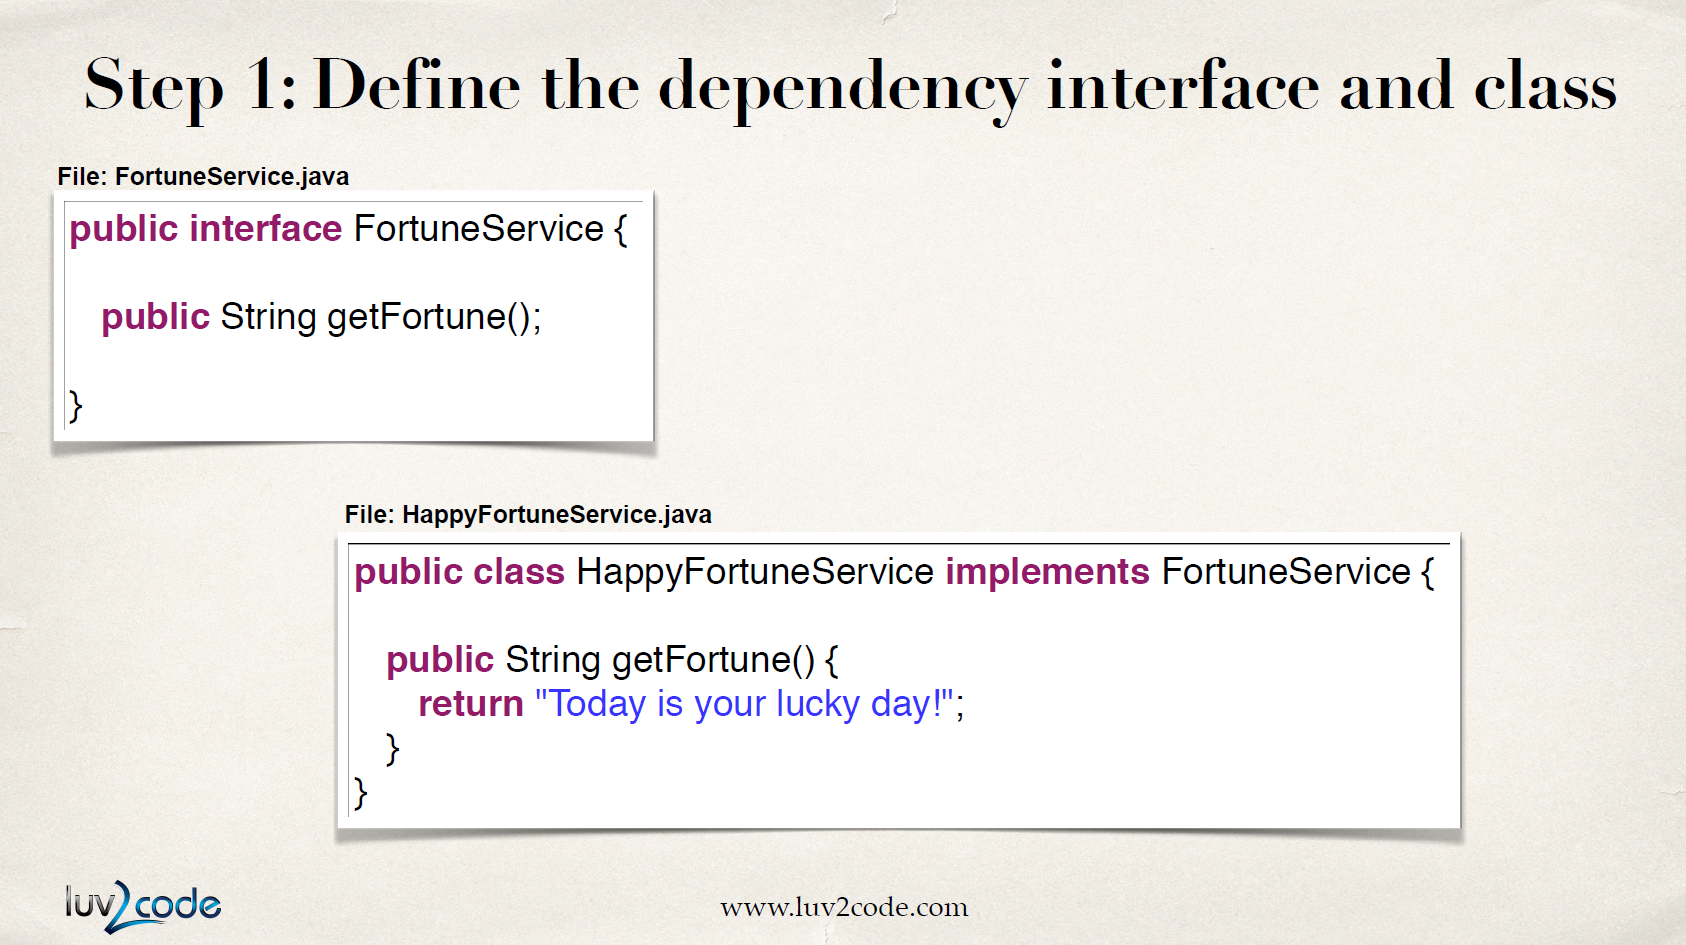 Step 1: Define the dependency interface and class
File: FortuneService.java
public interface FortuneService {
public String getFortune();
}
File: HappyFortuneService.java
public class HappyFortuneService implements FortuneService {
public String getFortune() {
return "Today is your lucky day!";
}
}
luv2code
www.luv2code.com